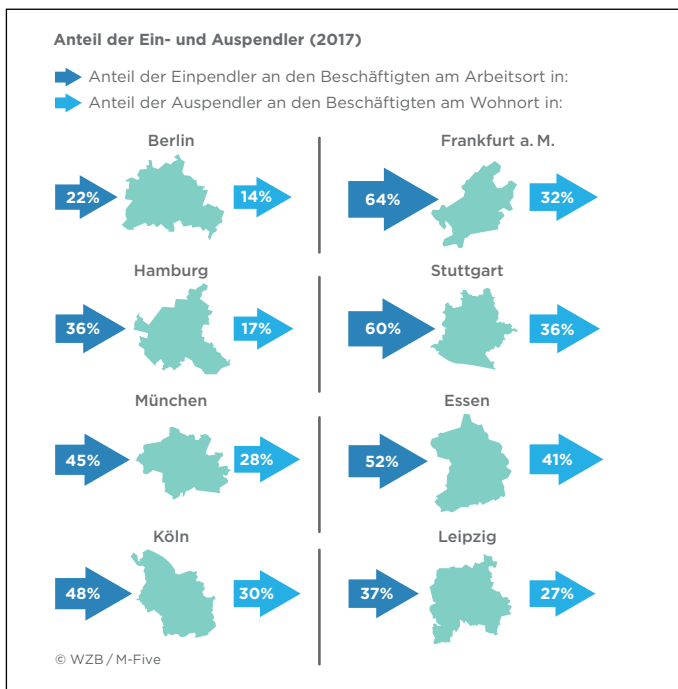 Anteil der Ein- und Auspendler (2017)
Anteil der Einpendler an den Beschäftigten am Arbeitsort in:
Anteil der Auspendler an den Beschäftigten am Wohnort in:
Berlin
22%
14%
Frankfurt a. M.
64%
32%
Hamburg
36%
17%
Stuttgart
60%
36%
München
45%
28%
Essen
52%
41%
Köln
48%
30%
Leipzig
37%
27%
© WZB / M-Five